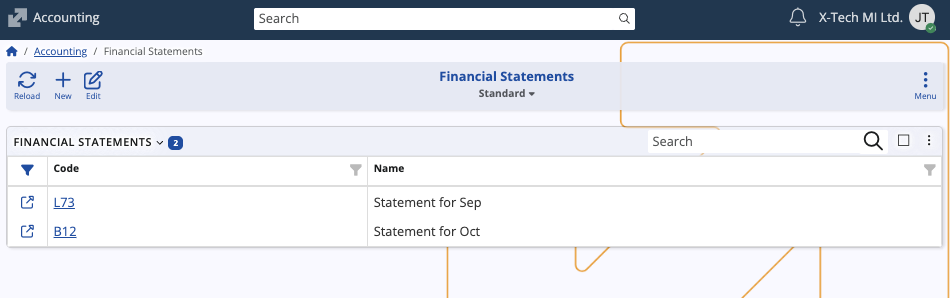 Accounting
Search
X-Tech MI Ltd.
JT
/ Accounting / Financial Statements
Reload
New
Edit
Financial Statements
Standard
Menu
FINANCIAL STATEMENTS 2
Search
Code Name
L73 Statement for Sep
B12 Statement for Oct